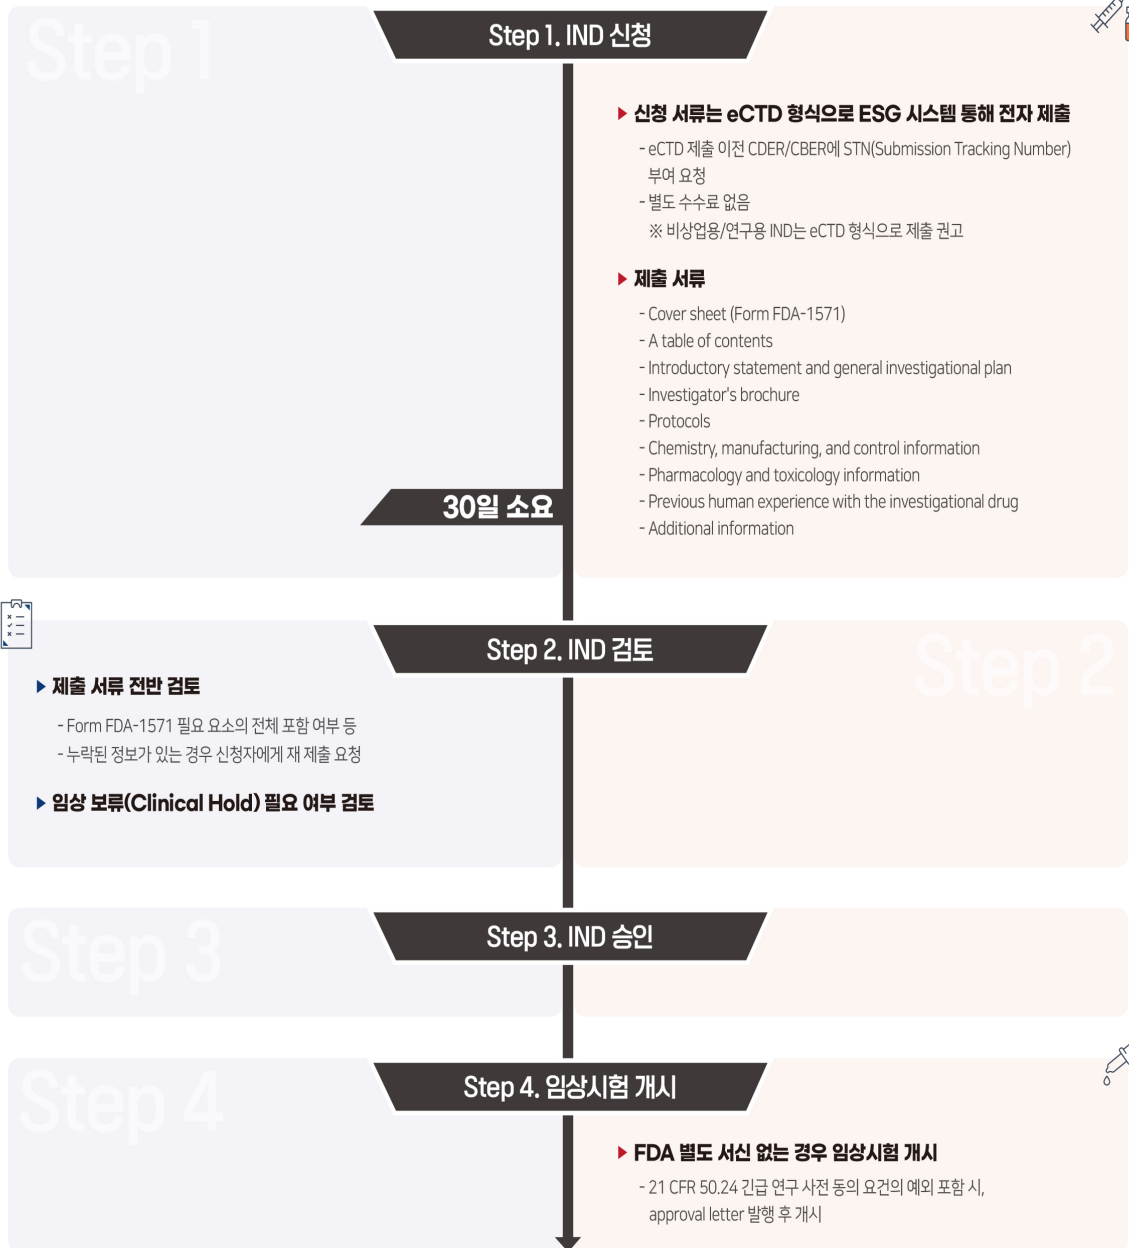 Step 1
Step 1. IND 신청
▶ 신청 서류는 eCTD 형식으로 ESG 시스템 통해 전자 제출
- eCTD 제출 이전 CDER/CBER에 STN(Submission Tracking Number)
부여 요청
- 별도 수수료 없음
※ 비상업용/연구용 IND는 eCTD 형식으로 제출 권고
▶ 제출 서류
- Cover sheet (Form FDA-1571)
- A table of contents
- Introductory statement and general investigational plan
- Investigator's brochure
- Protocols
- Chemistry, manufacturing, and control information
- Pharmacology and toxicology information
- Previous human experience with the investigational drug
- Additional information
30일 소요
Step 2. IND 검토
Step 2
▶ 제출 서류 전반 검토
- Form FDA-1571 필요 요소의 전체 포함 여부 등
- 누락된 정보가 있는 경우 신청자에게 재 제출 요청
▶ 임상 보류(Clinical Hold) 필요 여부 검토
Step 3
Step 3. IND 승인
Step 4
Step 4. 임상시험 개시
▶ FDA 별도 서신 없는 경우 임상시험 개시
- 21 CFR 50.24 긴급 연구 사전 동의 요건의 예외 포함 시,
approval letter 발행 후 개시